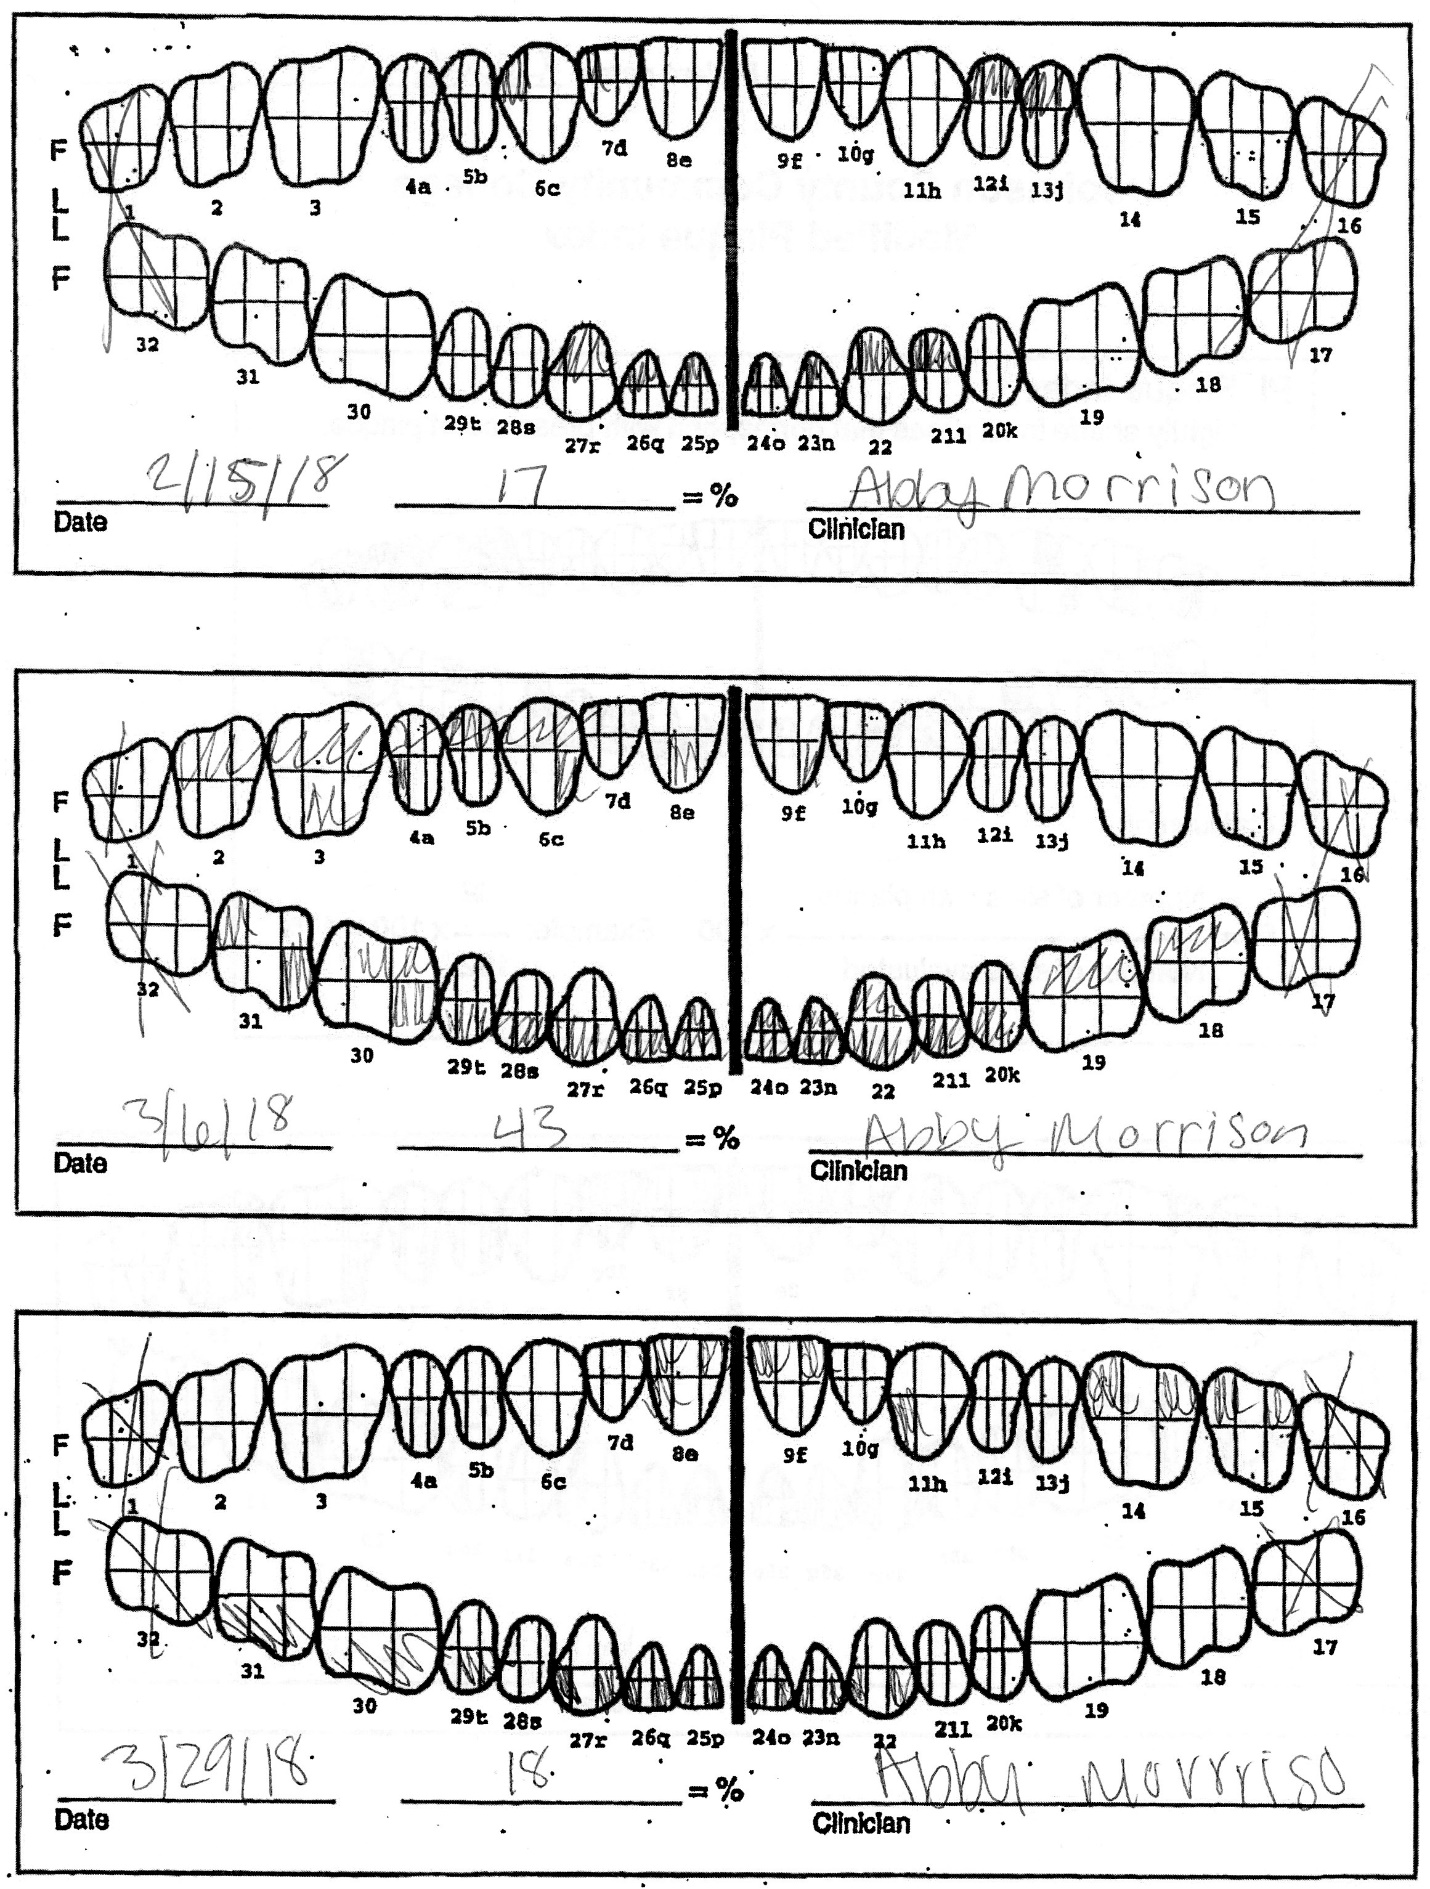 F
4a 5b 6c 7d 8e 9f 10g 11h 12i 13j
L 1 2 3 14 15 16
L
F
32 31 30 29t 28s 27r 26q 25p 24o 23n 22 21l 20k 19 18 17
2/15/18 17 = % Abby Morrison
Date Clinician
F
4a 5b 6c 7d 8e 9f 10g 11h 12i 13j
L 1 2 3 14 15 16
L
F
32 31 30 29t 28s 27r 26q 25p 24o 23n 22 21l 20k 19 18 17
3/6/18 43 = % Abby Morrison
Date Clinician
F
4a 5b 6c 7d 8e 9f 10g 11h 12i 13j
L 1 2 3 14 15 16
L
F
32 31 30 29t 28s 27r 26q 25p 24o 23n 22 21l 20k 19 18 17
3/29/18 18 = % Abby Morrriso
Date Clinician